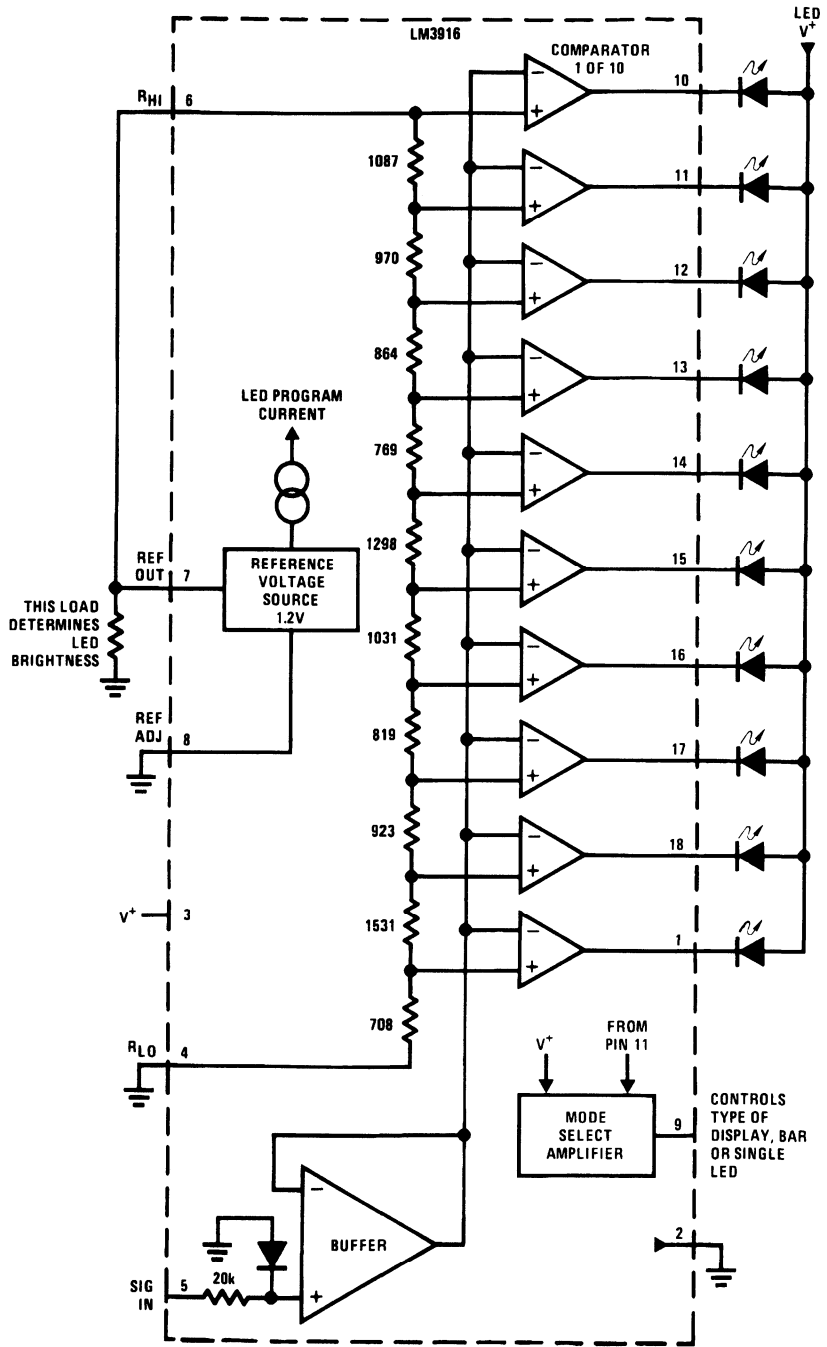 LED
V+
LM3916
COMPARATOR
1 OF 10
−
+
10
RHI
6
1087
−
+
11
970
−
+
12
864
−
+
13
LED PROGRAM
CURRENT
769
−
+
14
1298
−
+
15
REF
OUT
7
REFERENCE
VOLTAGE
SOURCE
1.2V
THIS LOAD
DETERMINES
LED
BRIGHTNESS
1031
−
+
16
REF
ADJ
8
819
−
+
17
923
−
+
18
V+
3
1531
−
+
1
708
RLO
4
V+
FROM
PIN 11
MODE
SELECT
AMPLIFIER
9
CONTROLS
TYPE OF
DISPLAY, BAR
OR SINGLE
LED
−
BUFFER
+
2
SIG
IN
5
20k